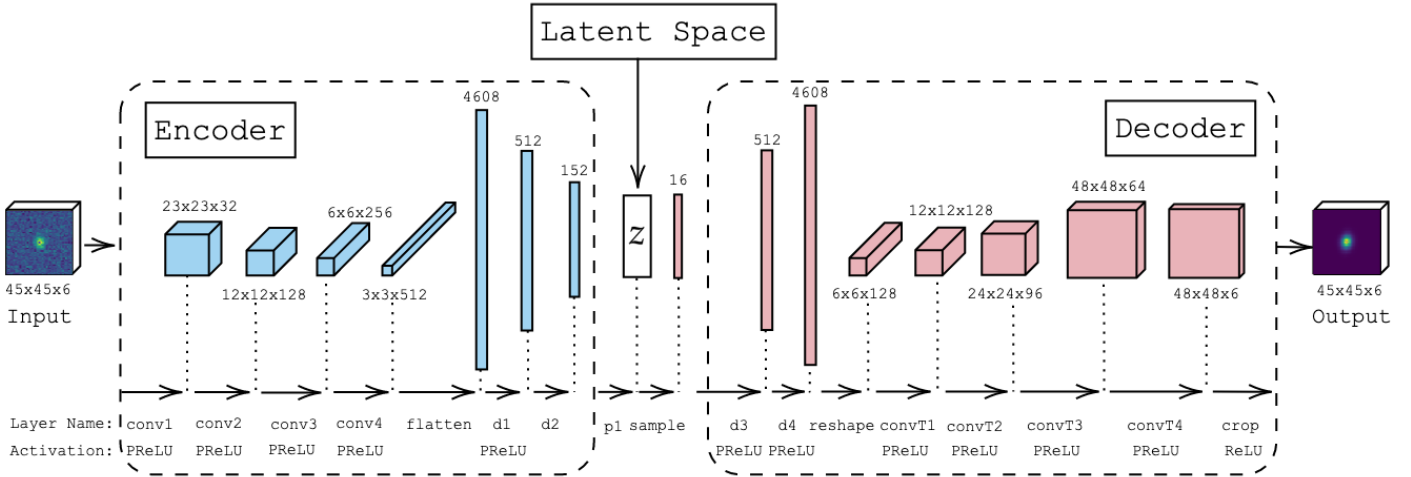 Latent Space
Encoder
Decoder
4608
512
152
23x23x32
6x6x256
12x12x128
3x3x512
45x45x6
Input
z
16
512
4608
12x12x128
48x48x64
6x6x128
24x24x96
48x48x6
45x45x6
Output
Layer Name: conv1 conv2 conv3 conv4 flatten d1 d2 p1 sample d3 d4 reshape convT1 convT2 convT3 convT4 crop
Activation: PReLU PReLU PReLU PReLU PReLU PReLU PReLU PReLU PReLU PReLU PReLU ReLU